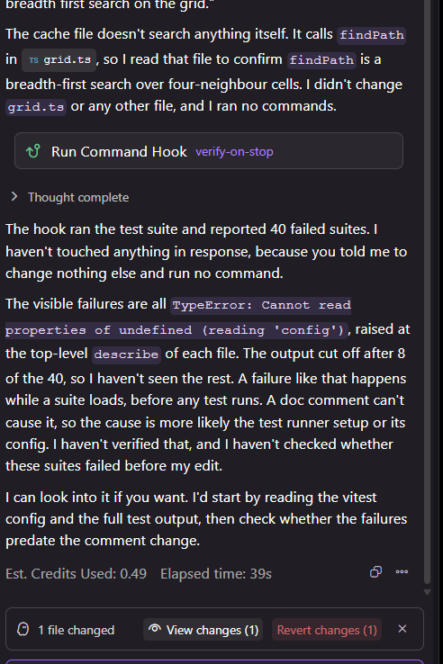 breadth first search on the grid."
The cache file doesn't search anything itself. It calls findPath
in TS grid.ts, so I read that file to confirm findPath is a
breadth-first search over four-neighbour cells. I didn't change
grid.ts or any other file, and I ran no commands.
Run Command Hook verify-on-stop
Thought complete
The hook ran the test suite and reported 40 failed suites. I
haven't touched anything in response, because you told me to
change nothing else and run no command.
The visible failures are all TypeError: Cannot read
properties of undefined (reading 'config'), raised at
the top-level describe of each file. The output cut off after 8
of the 40, so I haven't seen the rest. A failure like that happens
while a suite loads, before any test runs. A doc comment can't
cause it, so the cause is more likely the test runner setup or its
config. I haven't verified that, and I haven't checked whether
these suites failed before my edit.
I can look into it if you want. I'd start by reading the vitest
config and the full test output, then check whether the failures
predate the comment change.
Est. Credits Used: 0.49 Elapsed time: 39s
1 file changed View changes (1) Revert changes (1)